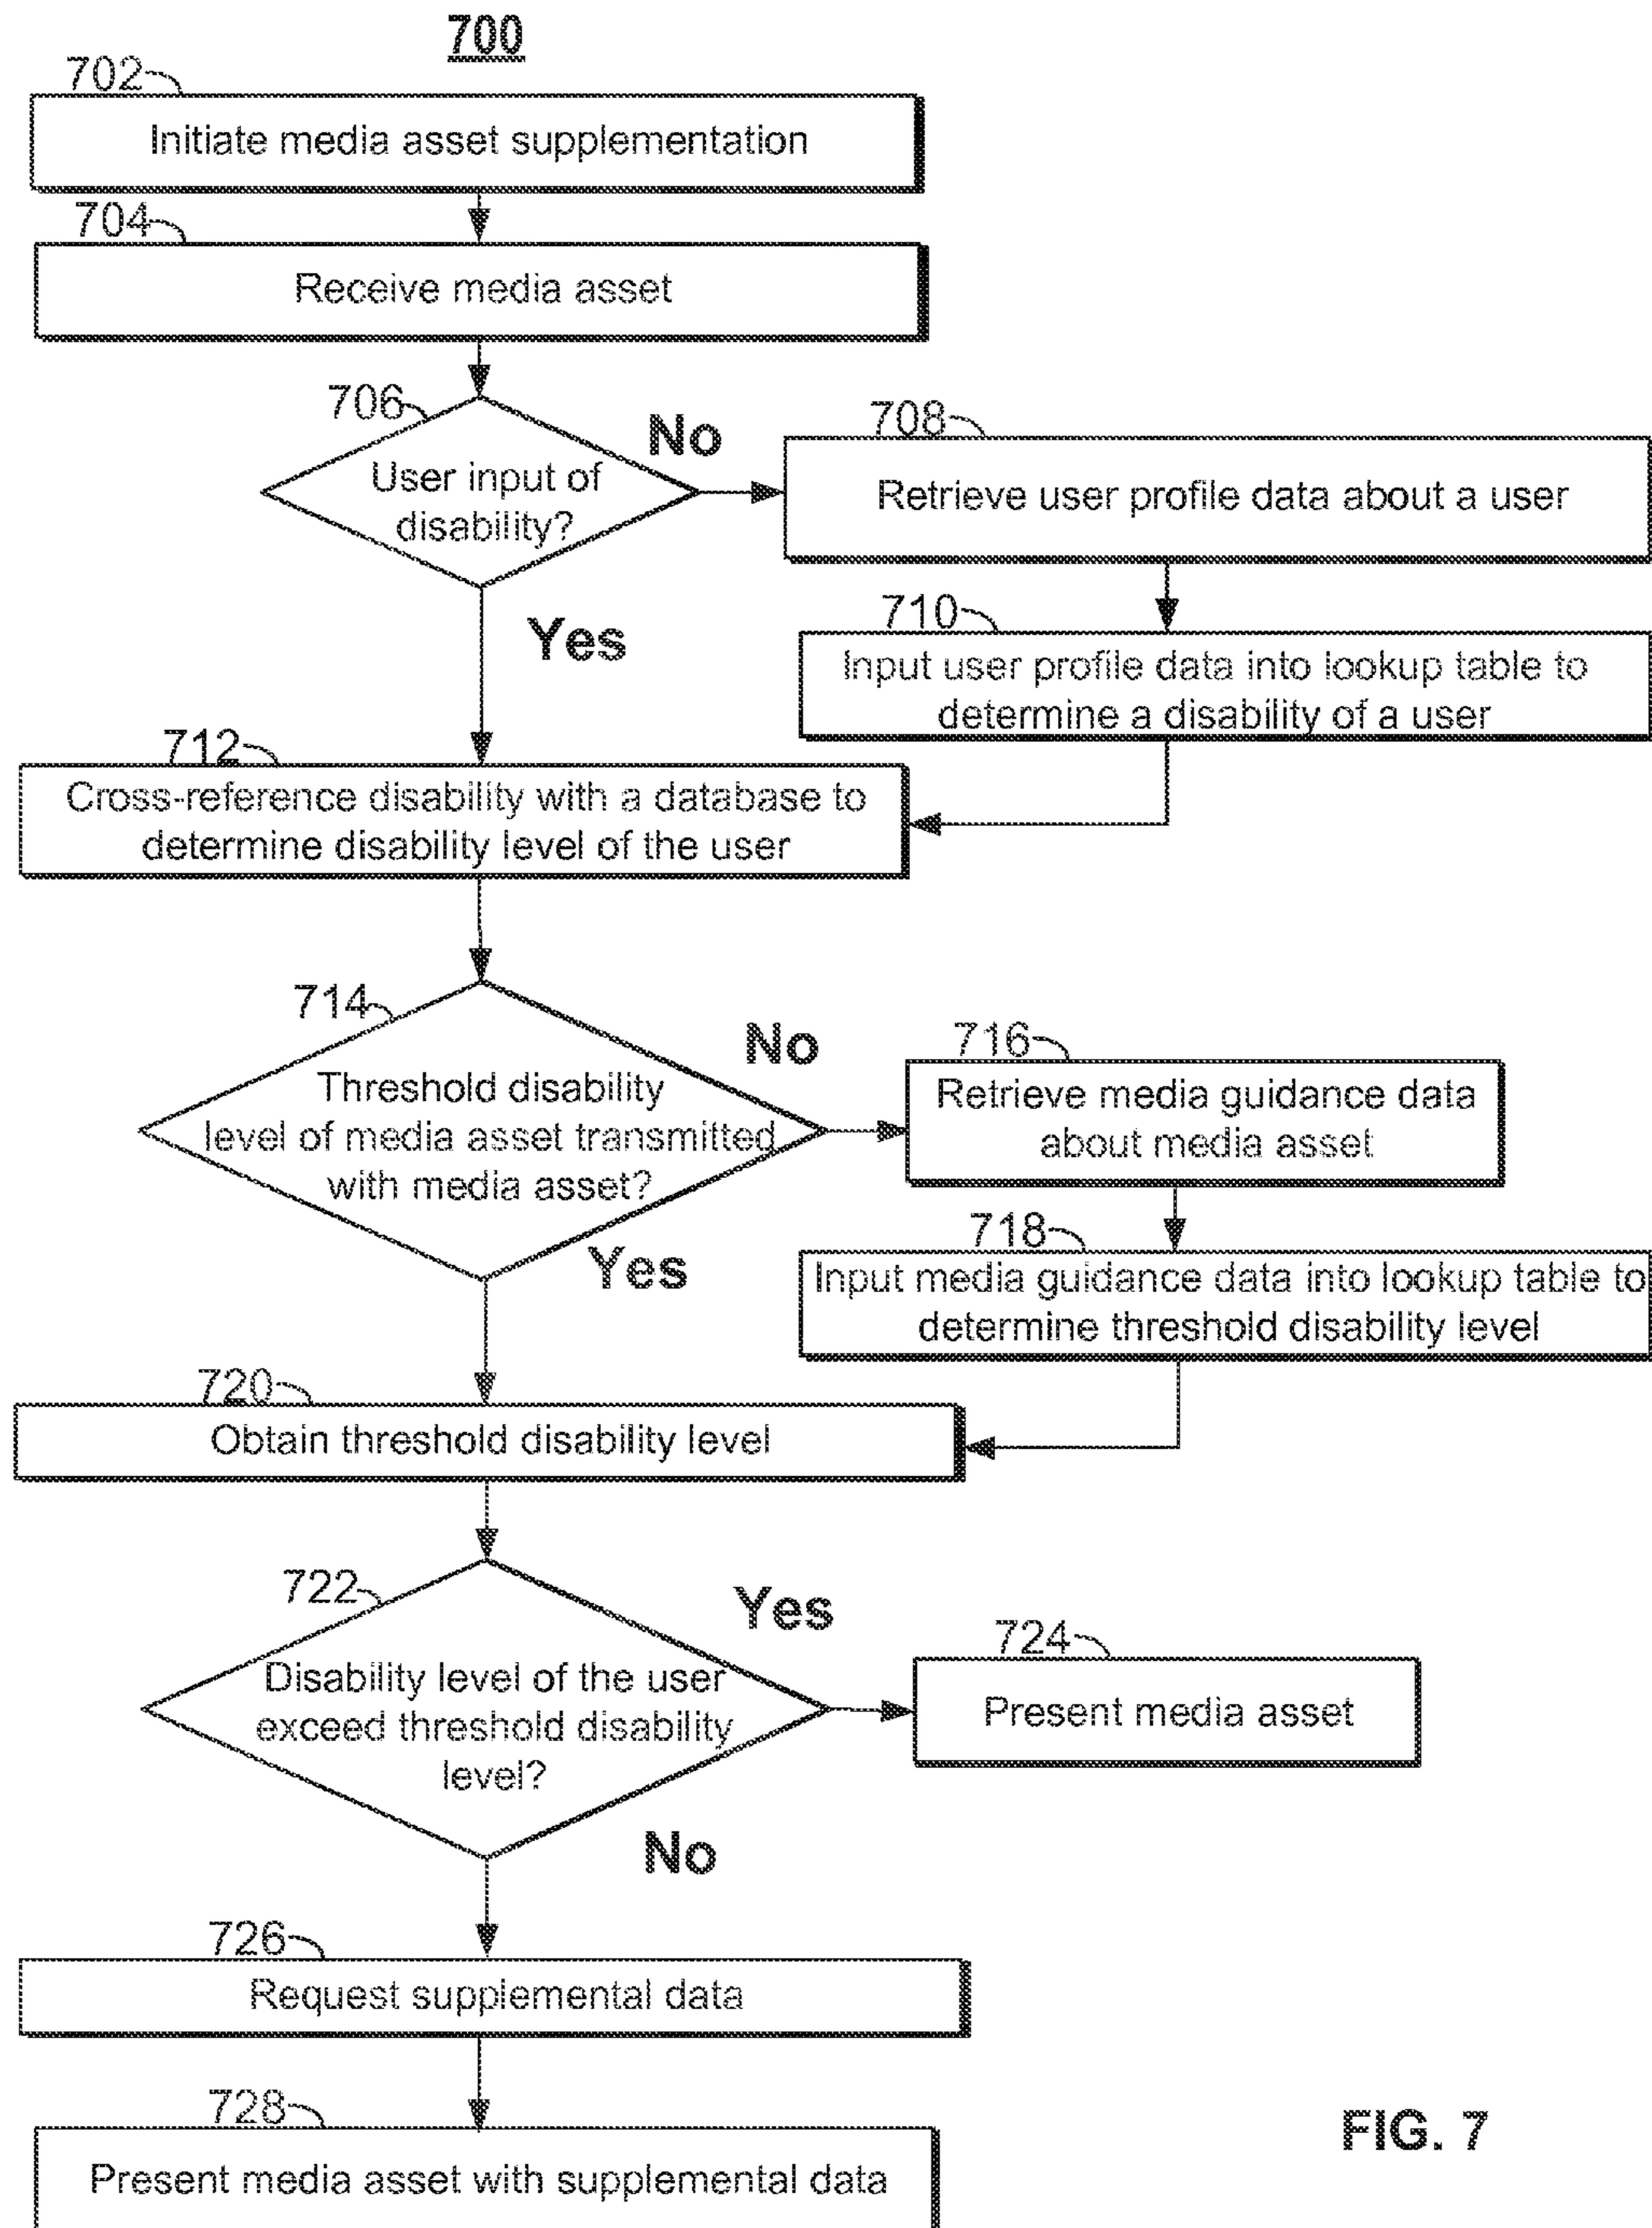 700
702
Initiate media asset supplementation
704
Receive media asset
706
User input of
disability?
No
708
Retrieve user profile data about a user
Yes
710
Input user profile data into lookup table to
determine a disability of a user
712
Cross-reference disability with a database to
determine disability level of the user
714
Threshold disability
level of media asset transmitted
with media asset?
No
716
Retrieve media guidance data
about media asset
Yes
718
Input media guidance data into lookup table to
determine threshold disability level
720
Obtain threshold disability level
722
Disability level of the user
exceed threshold disability
level?
Yes
724
Present media asset
No
726
Request supplemental data
728
Present media asset with supplemental data
FIG. 7